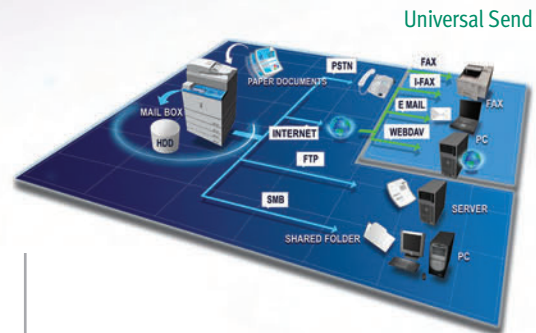 Universal Send
PAPER DOCUMENTS
MAIL BOX
HDD
PSTN
INTERNET
FTP
SMB
FAX
I-FAX
E MAIL
WEBDAV
FAX
PC
SERVER
SHARED FOLDER
PC